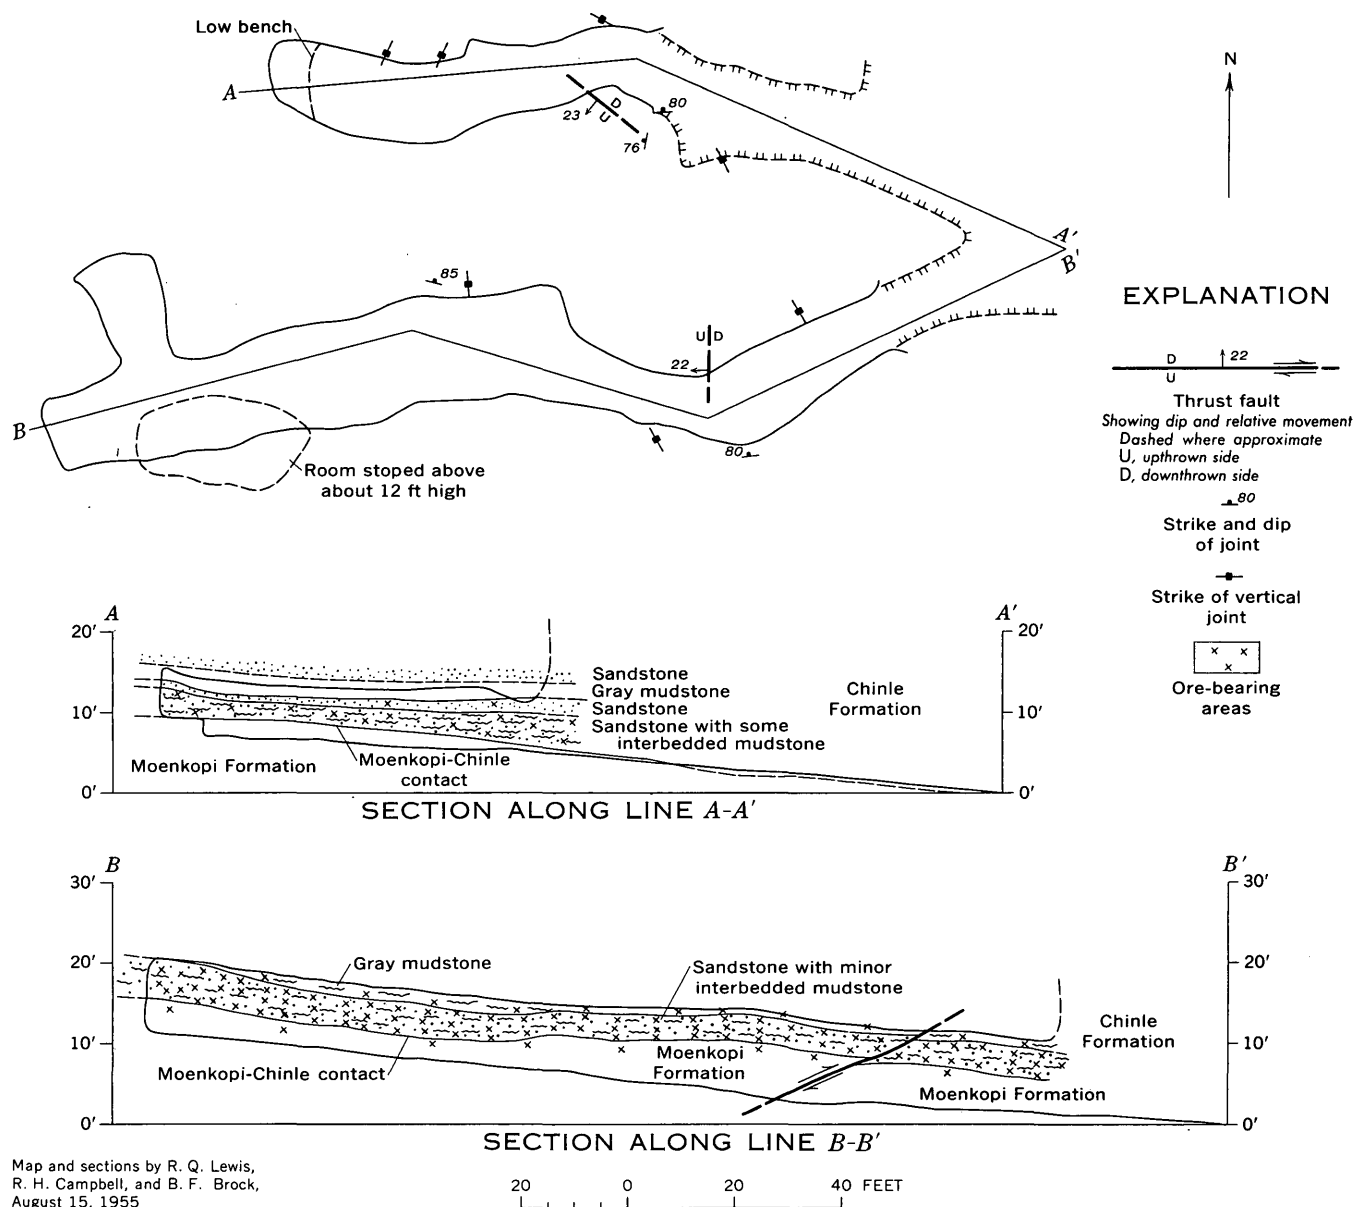 Low bench
A
D
U
23
80
76
N
A'
B'
85
U D
22
B
80
Room stoped above
about 12 ft high
EXPLANATION
D
U
22
Thrust fault
Showing dip and relative movement
Dashed where approximate
U, upthrown side
D, downthrown side
80
Strike and dip
of joint
Strike of vertical
joint
Ore-bearing
areas
A
A'
20'
10'
0'
20'
10'
0'
Sandstone
Gray mudstone
Sandstone
Sandstone with some
interbedded mudstone
Chinle
Formation
Moenkopi Formation
Moenkopi-Chinle
contact
SECTION ALONG LINE A-A'
B
B'
30'
20'
10'
0'
30'
20'
10'
0'
Gray mudstone
Sandstone with minor
interbedded mudstone
Chinle
Formation
Moenkopi
Formation
Moenkopi-Chinle contact
Moenkopi Formation
SECTION ALONG LINE B-B'
Map and sections by R. Q. Lewis,
R. H. Campbell, and B. F. Brock,
August 15, 1955
20 0 20 40 FEET